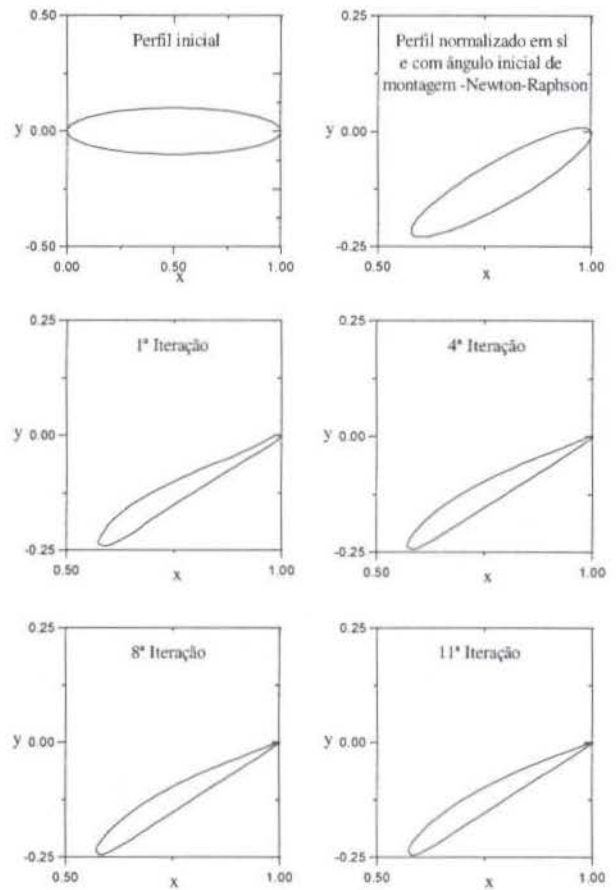 0.50
Perfil inicial
y 0.00
-0.50
0.00
0.50
1.00
x
0.25
Perfil normalizado em sl
e com ângulo inicial de
montagem -Newton-Raphson
y 0.00
-0.25
0.50
1.00
x
0.25
1ª Iteração
y 0.00
-0.25
0.50
1.00
x
0.25
4ª Iteração
y 0.00
-0.25
0.50
1.00
x
0.25
8ª Iteração
y 0.00
-0.25
0.50
1.00
x
0.25
11ª Iteração
y 0.00
-0.25
0.50
1.00
x